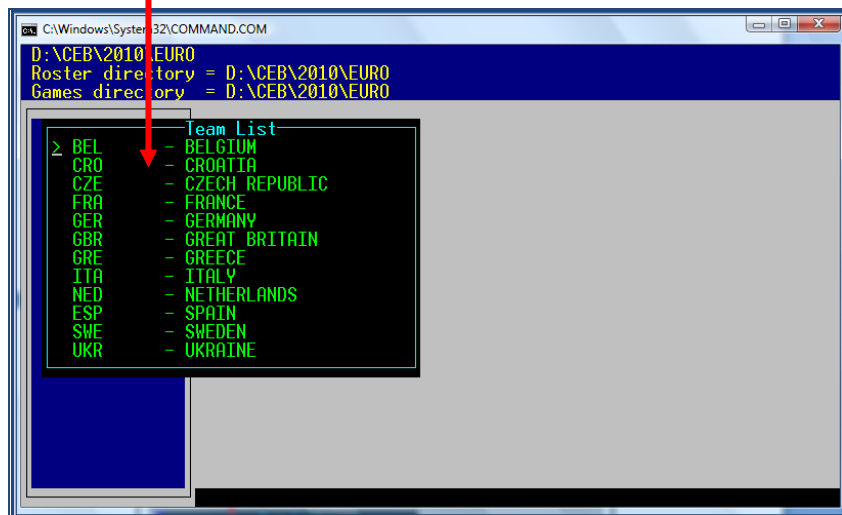 C:\Windows\System32\COMMAND.COM
D:\CEB\2010\EURO
Roster directory = D:\CEB\2010\EURO
Games directory = D:\CEB\2010\EURO
Team List
> BEL - BELGIUM
CRO - CROATIA
CZE - CZECH REPUBLIC
FRA - FRANCE
GER - GERMANY
GBR - GREAT BRITAIN
GRE - GREECE
ITA - ITALY
NED - NETHERLANDS
ESP - SPAIN
SWE - SWEDEN
UKR - UKRAINE